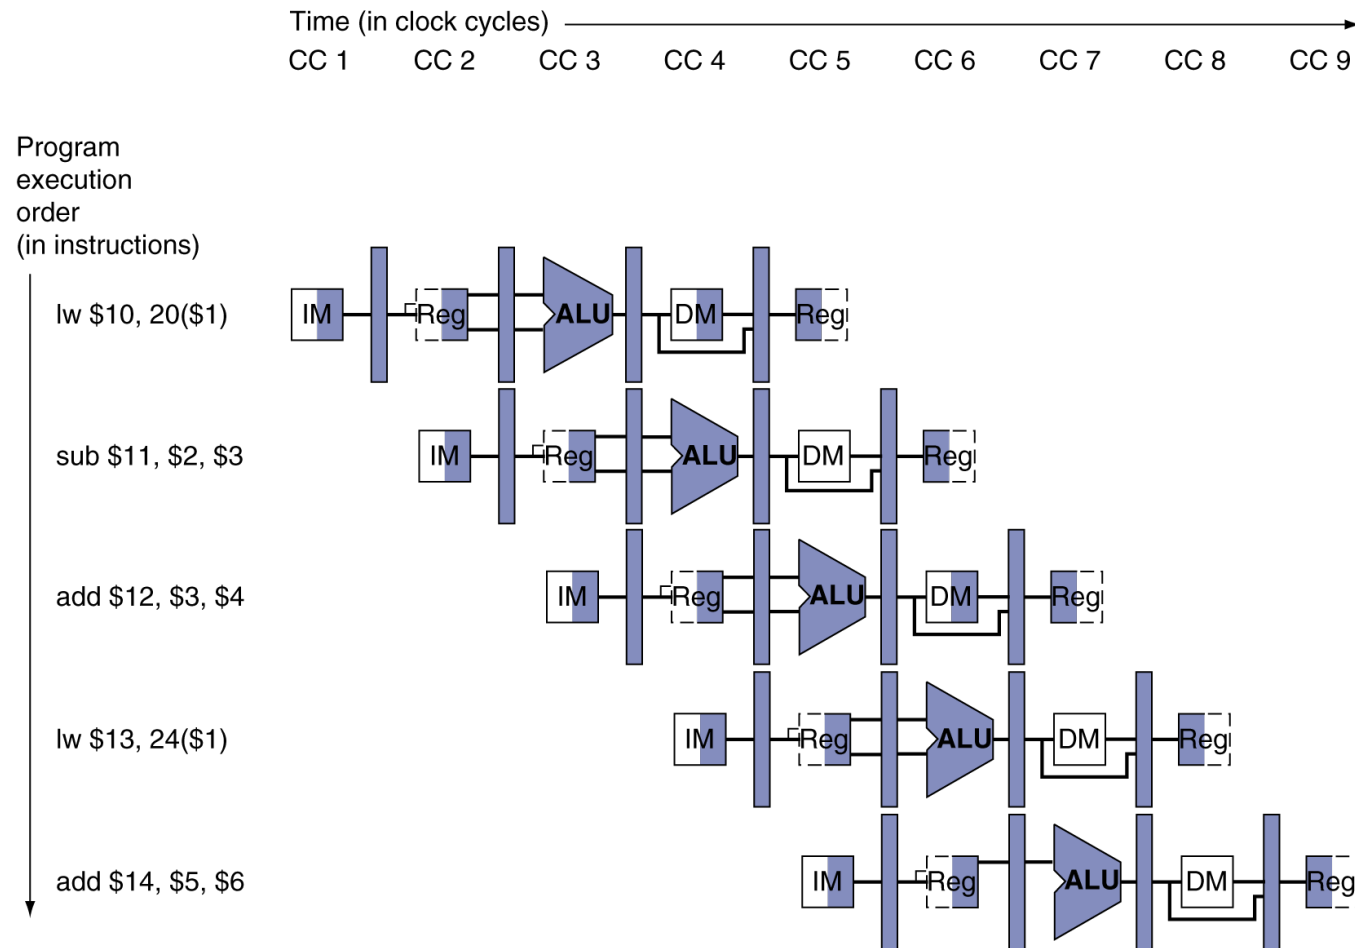 Time (in clock cycles)
CC 1 CC 2 CC 3 CC 4 CC 5 CC 6 CC 7 CC 8 CC 9
Program
execution
order
(in instructions)
lw $10, 20($1) IM Reg ALU DM Reg
sub $11, $2, $3 IM Reg ALU DM Reg
add $12, $3, $4 IM Reg ALU DM Reg
lw $13, 24($1) IM Reg ALU DM Reg
add $14, $5, $6 IM Reg ALU DM Reg